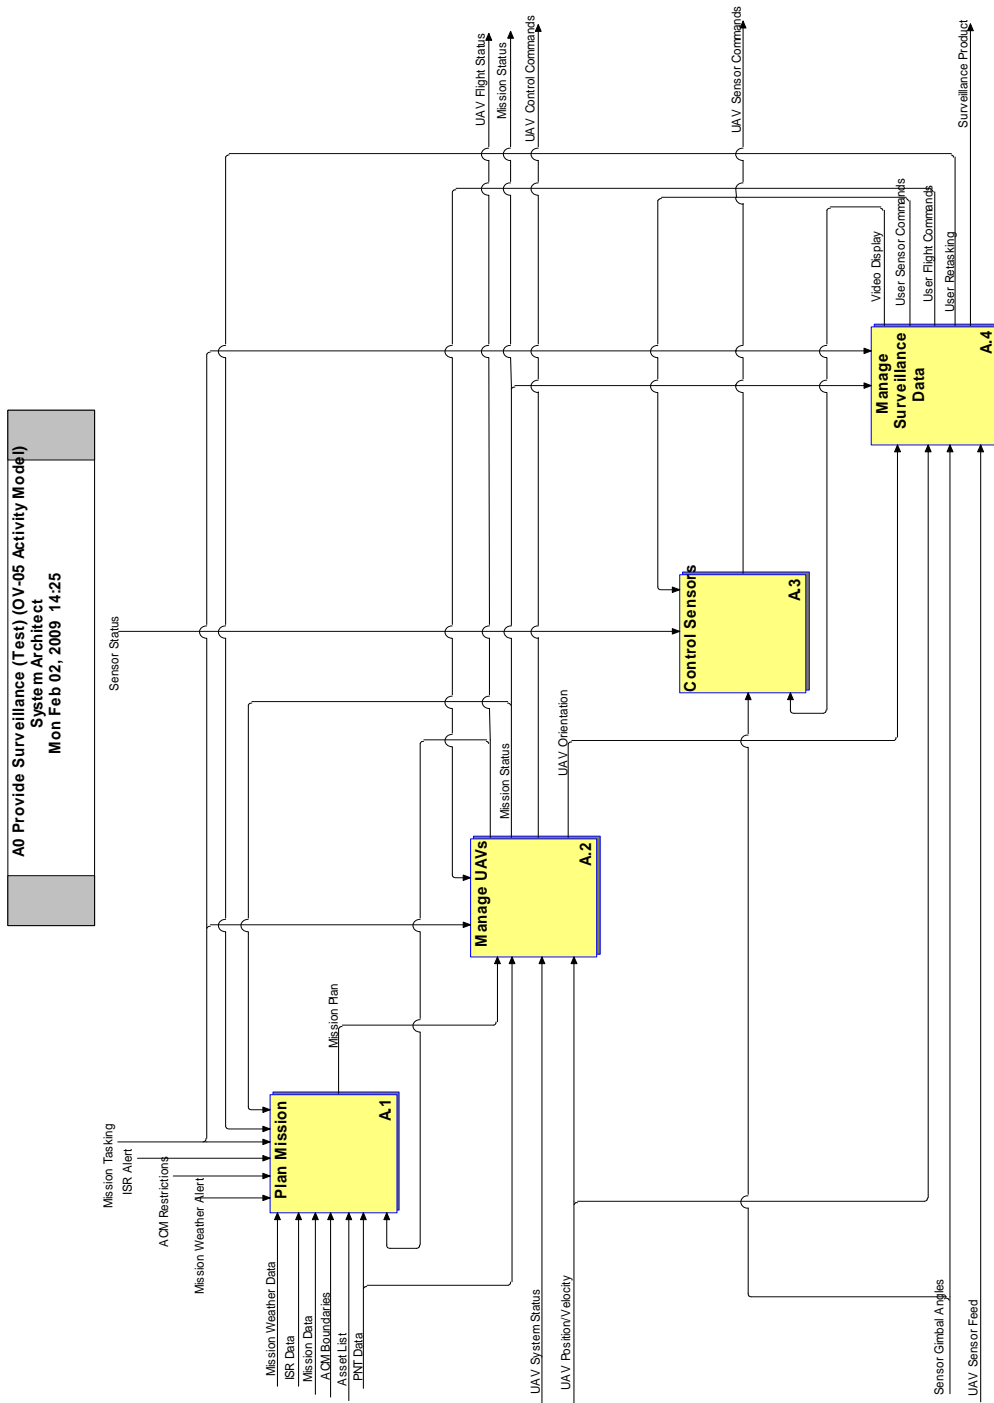 A0 Provide Surveillance (Test) (OV-05 Activity Model)
System Architect
Mon Feb 02, 2009 14:25
Mission Tasking
ISR Alert
ACM Restrictions
Mission Weather Alert
Sensor Status
Mission Weather Data
ISR Data
Mission Data
ACM Boundaries
Asset List
PNT Data
Plan Mission
A.1
Mission Plan
UAV System Status
UAV Position/Velocity
Manage UAVs
A.2
Mission Status
UAV Orientation
UAV Flight Status
Mission Status
UAV Control Commands
Control Sensors
A.3
UAV Sensor Commands
Sensor Gimbal Angles
UAV Sensor Feed
Manage
Surveillance
Data
A.4
Video Display
User Sensor Commands
User Flight Commands
User Retasking
Surveillance Product